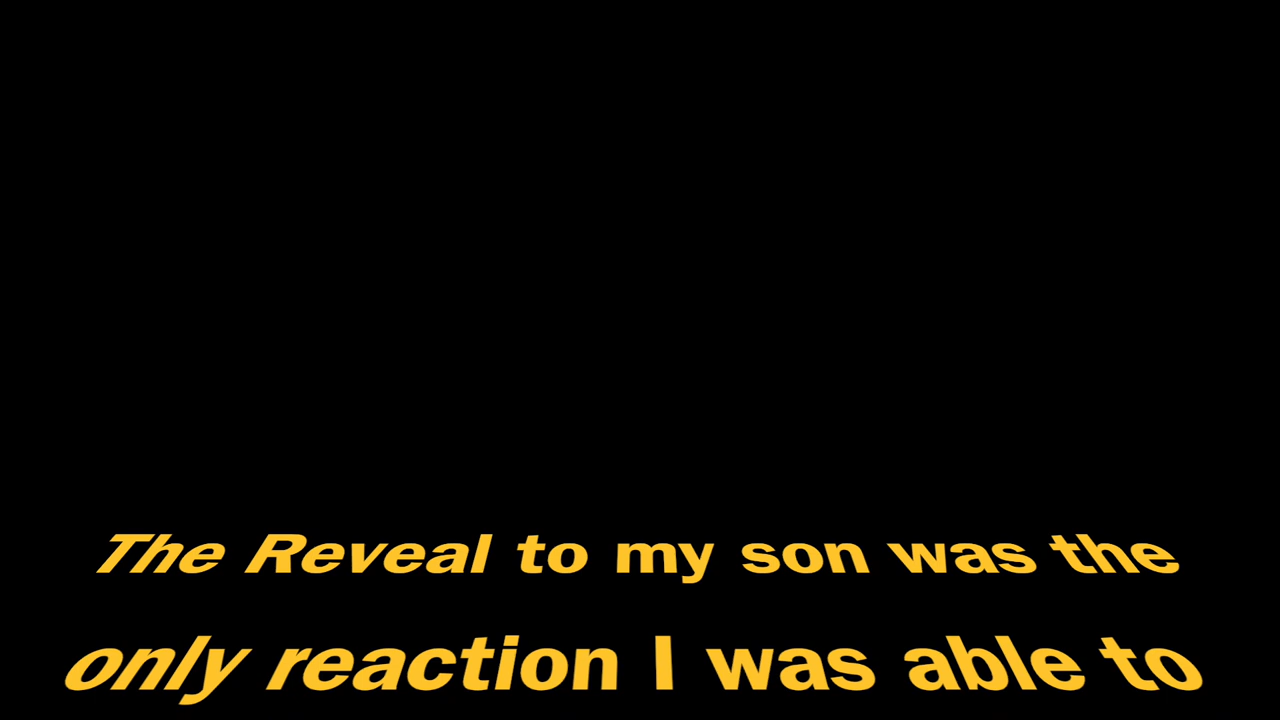 The Reveal to my son was the
only reaction I was able to